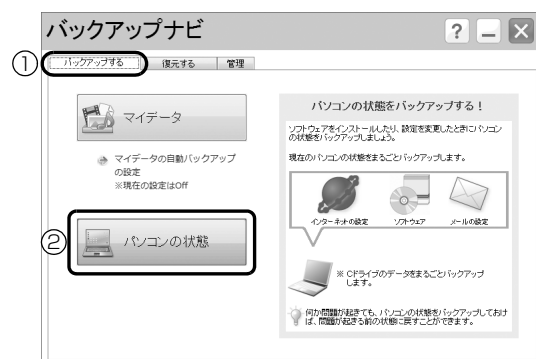 バックアップナビ
? － ×
① バックアップする 復元する 管理
マイデータ
マイデータの自動バックアップ
の設定
※現在の設定はOff
② パソコンの状態
パソコンの状態をバックアップする！
ソフトウェアをインストールしたり、設定を変更したときにパソコン
の状態をバックアップしましょう。
現在のパソコンの状態をまるごとバックアップします。
インターネットの設定 ソフトウェア メールの設定
※ Cドライブのデータをまるごとバックアップ
します。
何か問題が起きても、パソコンの状態をバックアップしておけ
ば、問題が起きる前の状態に戻すことができます。